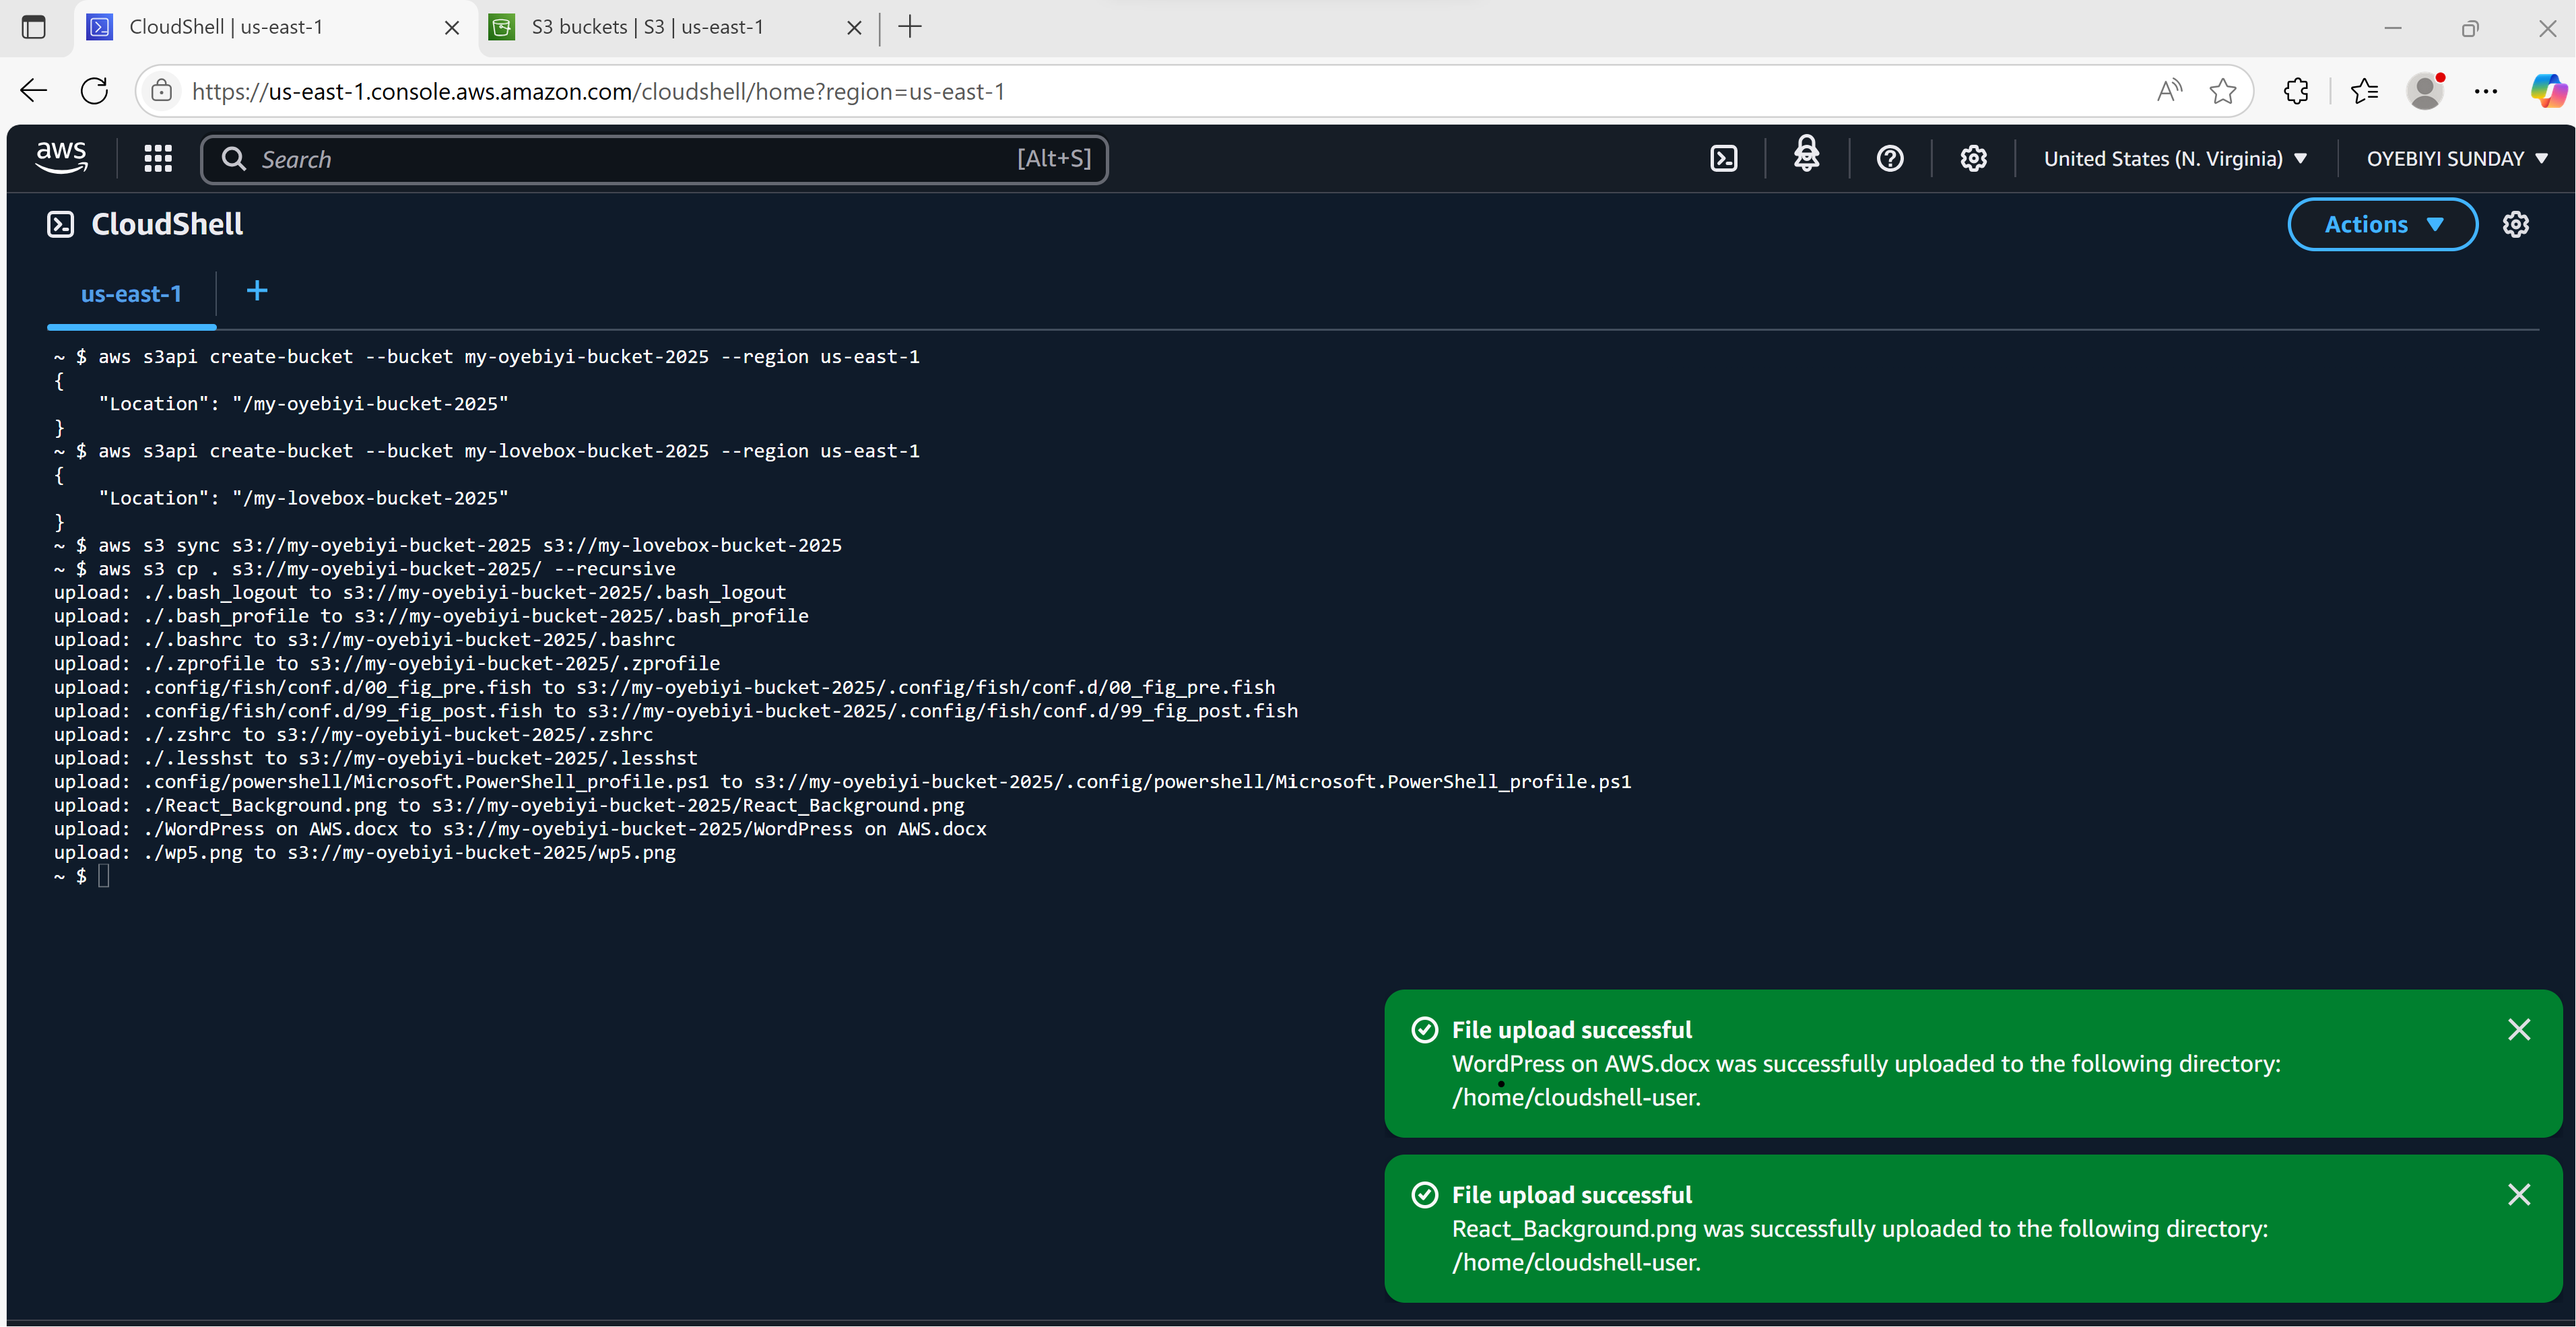 CloudShell | us-east-1
S3 buckets | S3 | us-east-1
https://us-east-1.console.aws.amazon.com/cloudshell/home?region=us-east-1
aws
Search [Alt+S]
United States (N. Virginia)
OYEBIYI SUNDAY
CloudShell
Actions
us-east-1
~ $ aws s3api create-bucket --bucket my-oyebiyi-bucket-2025 --region us-east-1
{
    "Location": "/my-oyebiyi-bucket-2025"
}
~ $ aws s3api create-bucket --bucket my-lovebox-bucket-2025 --region us-east-1
{
    "Location": "/my-lovebox-bucket-2025"
}
~ $ aws s3 sync s3://my-oyebiyi-bucket-2025 s3://my-lovebox-bucket-2025
~ $ aws s3 cp . s3://my-oyebiyi-bucket-2025/ --recursive
upload: ./.bash_logout to s3://my-oyebiyi-bucket-2025/.bash_logout
upload: ./.bash_profile to s3://my-oyebiyi-bucket-2025/.bash_profile
upload: ./.bashrc to s3://my-oyebiyi-bucket-2025/.bashrc
upload: ./.zprofile to s3://my-oyebiyi-bucket-2025/.zprofile
upload: .config/fish/conf.d/00_fig_pre.fish to s3://my-oyebiyi-bucket-2025/.config/fish/conf.d/00_fig_pre.fish
upload: .config/fish/conf.d/99_fig_post.fish to s3://my-oyebiyi-bucket-2025/.config/fish/conf.d/99_fig_post.fish
upload: ./.zshrc to s3://my-oyebiyi-bucket-2025/.zshrc
upload: ./.lesshst to s3://my-oyebiyi-bucket-2025/.lesshst
upload: .config/powershell/Microsoft.PowerShell_profile.ps1 to s3://my-oyebiyi-bucket-2025/.config/powershell/Microsoft.PowerShell_profile.ps1
upload: ./React_Background.png to s3://my-oyebiyi-bucket-2025/React_Background.png
upload: ./WordPress on AWS.docx to s3://my-oyebiyi-bucket-2025/WordPress on AWS.docx
upload: ./wp5.png to s3://my-oyebiyi-bucket-2025/wp5.png
~ $
File upload successful
WordPress on AWS.docx was successfully uploaded to the following directory:
/home/cloudshell-user.
File upload successful
React_Background.png was successfully uploaded to the following directory:
/home/cloudshell-user.